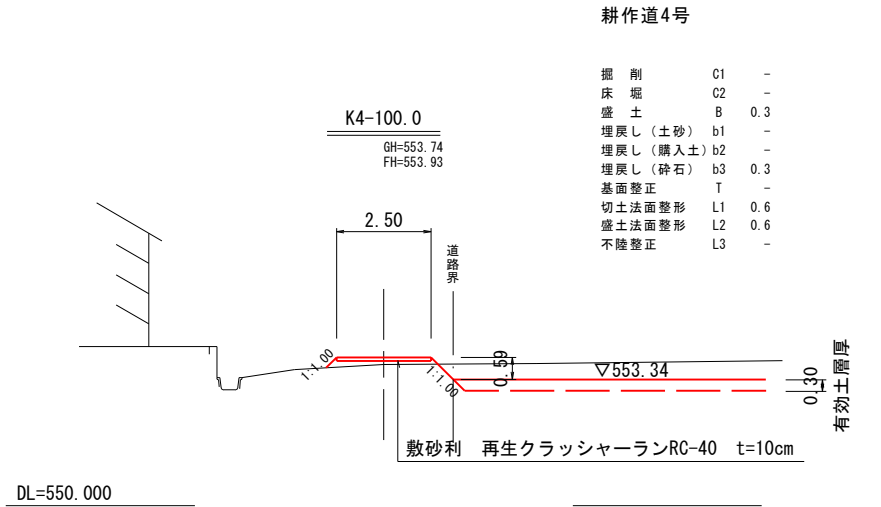 耕作道4号
掘 削 C1 -
床 堀 C2 -
盛 土 B 0.3
埋戻し（土砂） b1 -
埋戻し（購入土） b2 -
埋戻し（砕石） b3 0.3
基面整正 T -
切土法面整形 L1 0.6
盛土法面整形 L2 0.6
不陸整正 L3 -
K4-100.0
GH=553.74
FH=553.93
2.50
道路界
1:1.00
1:1.00
0.59
▽553.34
0.30
有効土層厚
敷砂利 再生クラッシャーランRC-40 t=10cm
DL=550.000